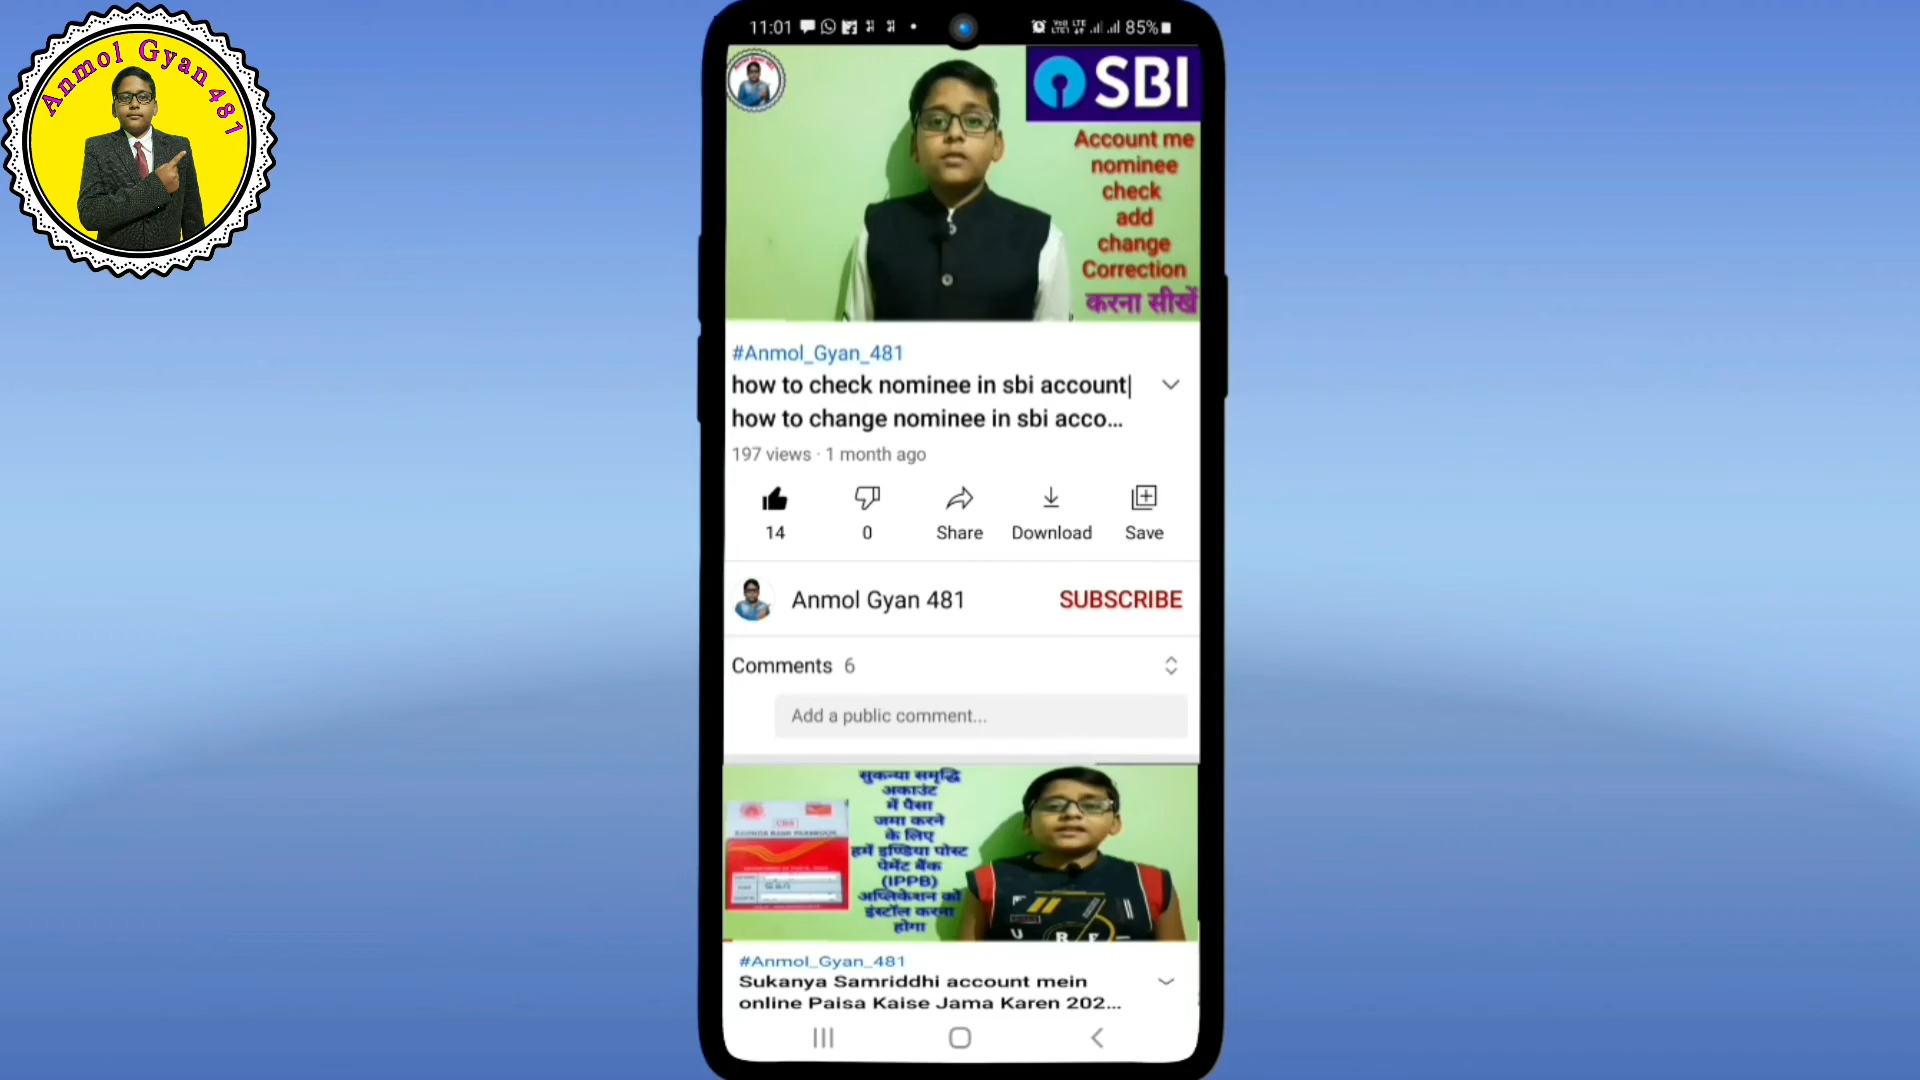 Anmol Gyan 481
11:01
85%
SBI
Account me
nominee
check
add
change
Correction
करना सीखें
#Anmol_Gyan_481
how to check nominee in sbi account|
how to change nominee in sbi acco...
197 views · 1 month ago
14
0
Share
Download
Save
Anmol Gyan 481
SUBSCRIBE
Comments 6
Add a public comment...
सुकन्या समृद्धि
अकाउंट
में पैसा
जमा करने
के लिए
हमें इण्डिया पोस्ट
पेमेंट बैंक
(IPPB)
अप्लिकेशन को
इंस्टॉल करना
होगा
CBS
#Anmol_Gyan_481
Sukanya Samriddhi account mein
online Paisa Kaise Jama Karen 202...